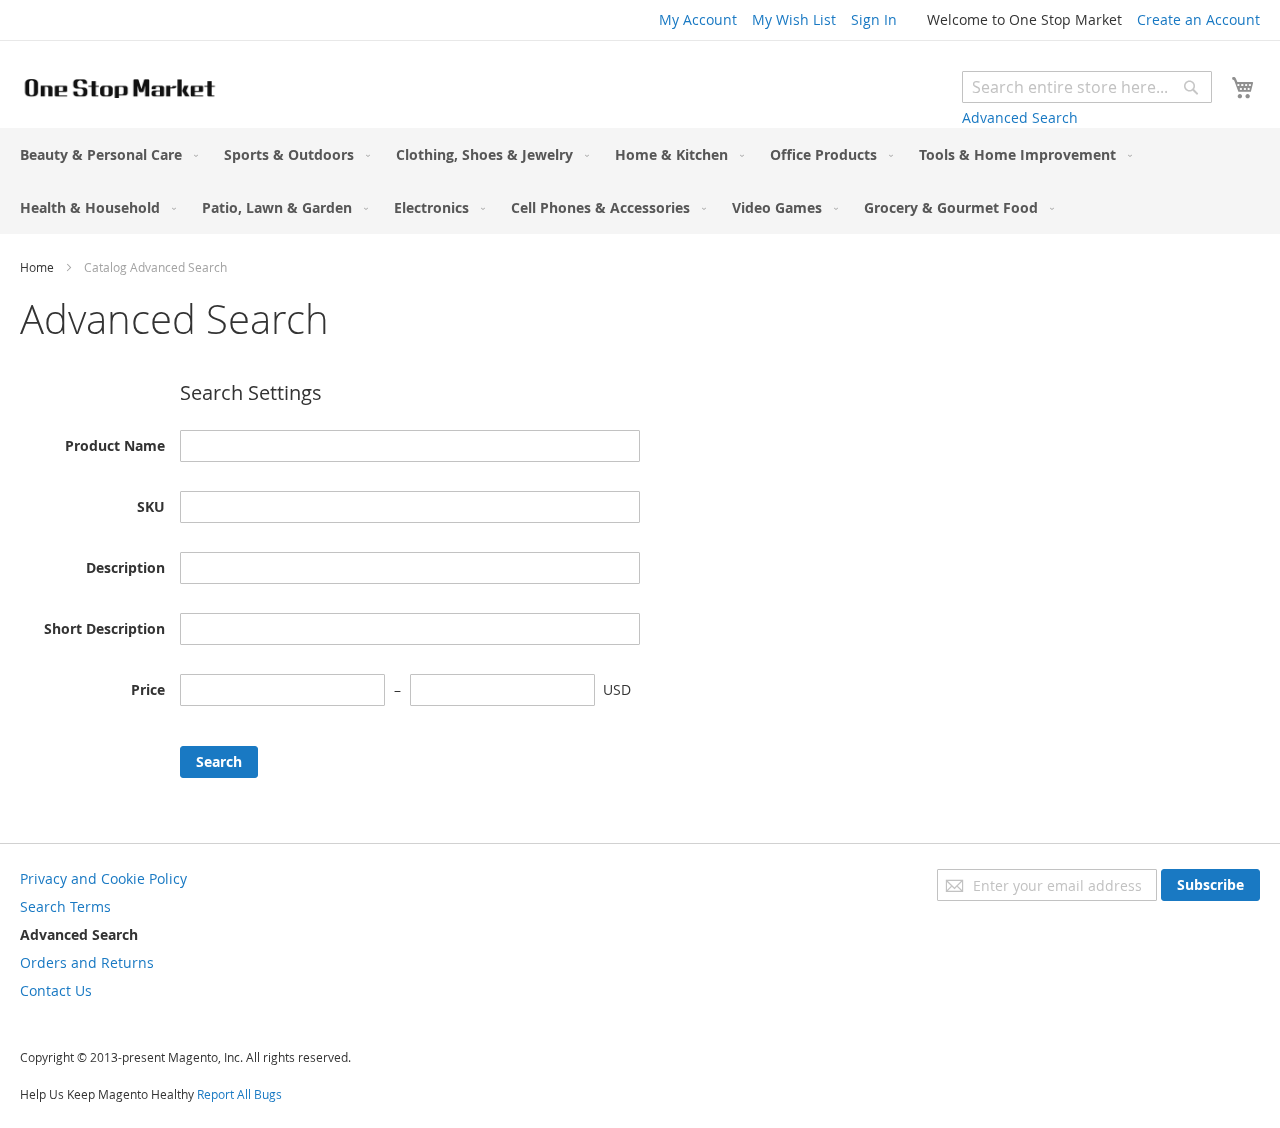 My Account My Wish List Sign In Welcome to One Stop Market Create an Account
One Stop Market
Search entire store here...
Advanced Search
Beauty & Personal Care Sports & Outdoors Clothing, Shoes & Jewelry Home & Kitchen Office Products Tools & Home Improvement
Health & Household Patio, Lawn & Garden Electronics Cell Phones & Accessories Video Games Grocery & Gourmet Food
Home Catalog Advanced Search
Advanced Search
Search Settings
Product Name
SKU
Description
Short Description
Price – USD
Search
Privacy and Cookie Policy
Search Terms
Advanced Search
Orders and Returns
Contact Us
Enter your email address Subscribe
Copyright © 2013-present Magento, Inc. All rights reserved.
Help Us Keep Magento Healthy Report All Bugs